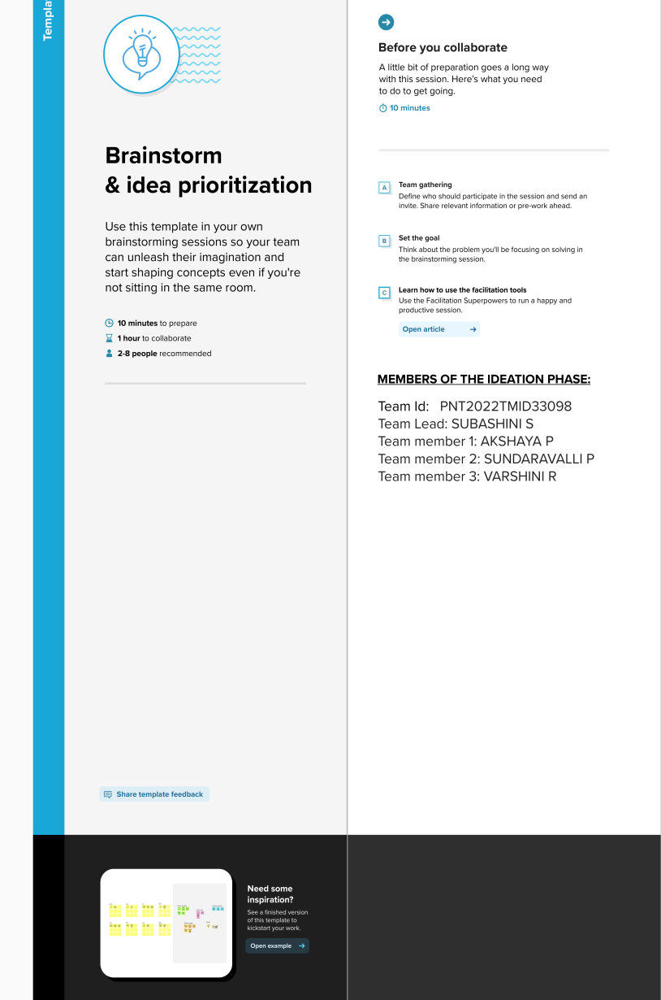 Templa
Brainstorm
& idea prioritization
Use this template in your own
brainstorming sessions so your team
can unleash their imagination and
start shaping concepts even if you're
not sitting in the same room.
10 minutes to prepare
1 hour to collaborate
2-8 people recommended
Share template feedback
Need some
inspiration?
See a finished version
of this template to
kickstart your work.
Open example
Before you collaborate
A little bit of preparation goes a long way
with this session. Here's what you need
to do to get going.
10 minutes
A
Team gathering
Define who should participate in the session and send an
invite. Share relevant information or pre-work ahead.
B
Set the goal
Think about the problem you'll be focusing on solving in
the brainstorming session.
C
Learn how to use the facilitation tools
Use the Facilitation Superpowers to run a happy and
productive session.
Open article
MEMBERS OF THE IDEATION PHASE:
Team Id: PNT2022TMID33098
Team Lead: SUBASHINI S
Team member 1: AKSHAYA P
Team member 2: SUNDARAVALLI P
Team member 3: VARSHINI R